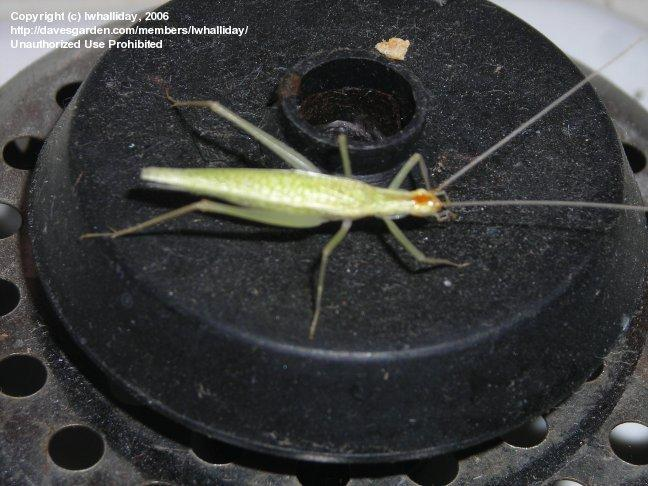 Copyright (c) lwhalliday, 2006
http://davesgarden.com/members/lwhalliday/
Unauthorized Use Prohibited